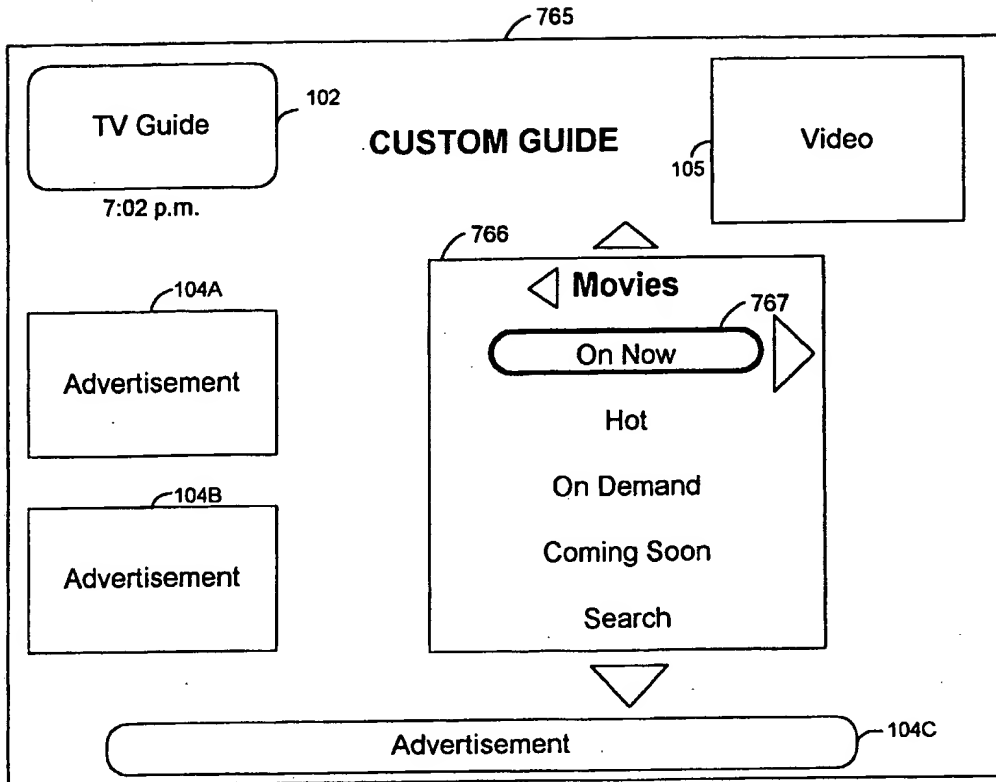 765
TV Guide
102
CUSTOM GUIDE
105
Video
7:02 p.m.
766
Movies
767
On Now
104A
Advertisement
Hot
On Demand
104B
Advertisement
Coming Soon
Search
Advertisement
104C